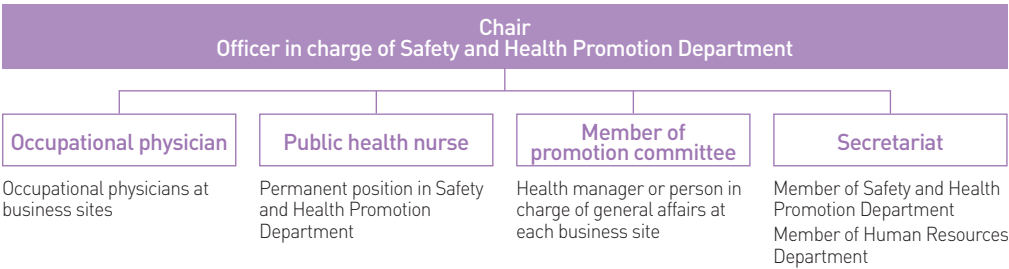 Chair
Officer in charge of Safety and Health Promotion Department
Occupational physician
Occupational physicians at
business sites
Public health nurse
Permanent position in Safety
and Health Promotion
Department
Member of
promotion committee
Health manager or person in
charge of general affairs at
each business site
Secretariat
Member of Safety and Health
Promotion Department
Member of Human Resources
Department